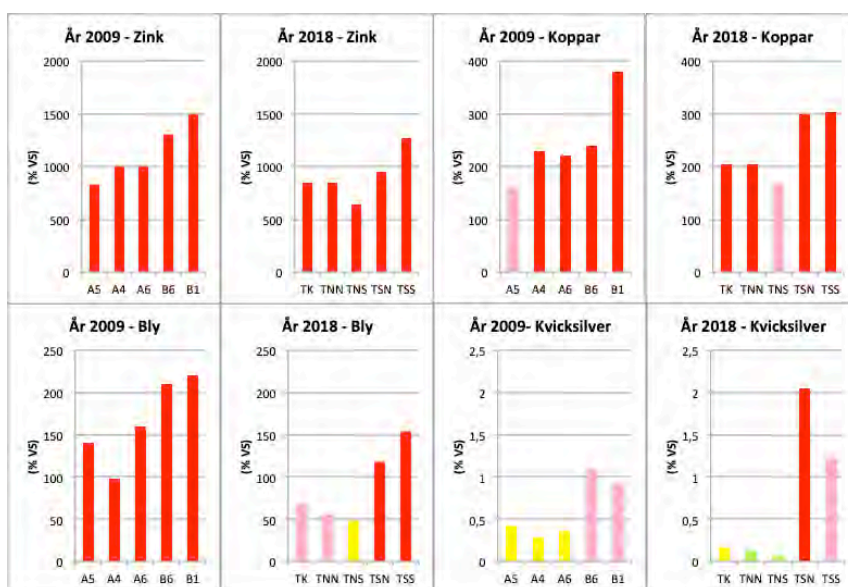 År 2009 - Zink
(% VS)
2000
1500
1000
500
0
A5 A4 A6 B6 B1
År 2018 - Zink
(% VS)
2000
1500
1000
500
0
TK TNN TNS TSN TSS
År 2009 - Koppar
(% VS)
400
300
200
100
0
A5 A4 A6 B6 B1
År 2018 - Koppar
(% VS)
400
300
200
100
0
TK TNN TNS TSN TSS
År 2009 - Bly
(% VS)
250
200
150
100
50
0
A5 A4 A6 B6 B1
År 2018 - Bly
(% VS)
250
200
150
100
50
0
TK TNN TNS TSN TSS
År 2009- Kvicksilver
(% VS)
2,5
2
1,5
1
0,5
0
A5 A4 A6 B6 B1
År 2018 - Kvicksilver
(% VS)
2,5
2
1,5
1
0,5
0
TK TNN TNS TSN TSS